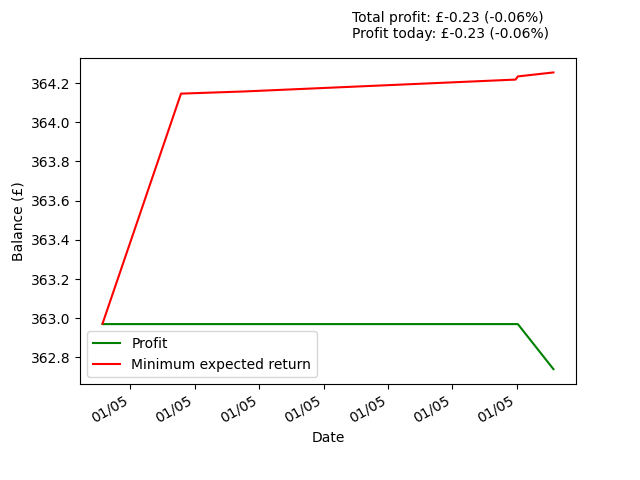 Total profit: £-0.23 (-0.06%)
Profit today: £-0.23 (-0.06%)
364.2
364.0
363.8
363.6
363.4
363.2
363.0
362.8
Balance (£)
Profit
Minimum expected return
01/05 01/05 01/05 01/05 01/05 01/05 01/05
Date